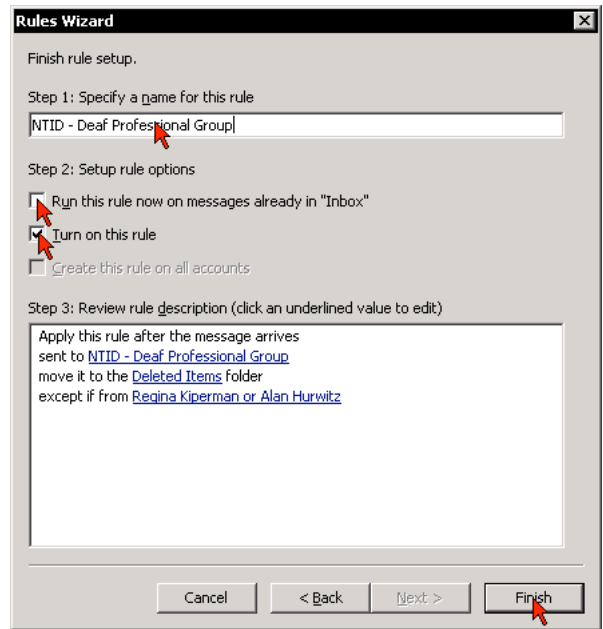 Rules Wizard
Finish rule setup.
Step 1: Specify a name for this rule
NTID - Deaf Professional Group
Step 2: Setup rule options
Run this rule now on messages already in "Inbox"
Turn on this rule
Create this rule on all accounts
Step 3: Review rule description (click an underlined value to edit)
Apply this rule after the message arrives
sent to NTID - Deaf Professional Group
move it to the Deleted Items folder
except if from Regina Kiperman or Alan Hurwitz
Cancel < Back Next > Finish